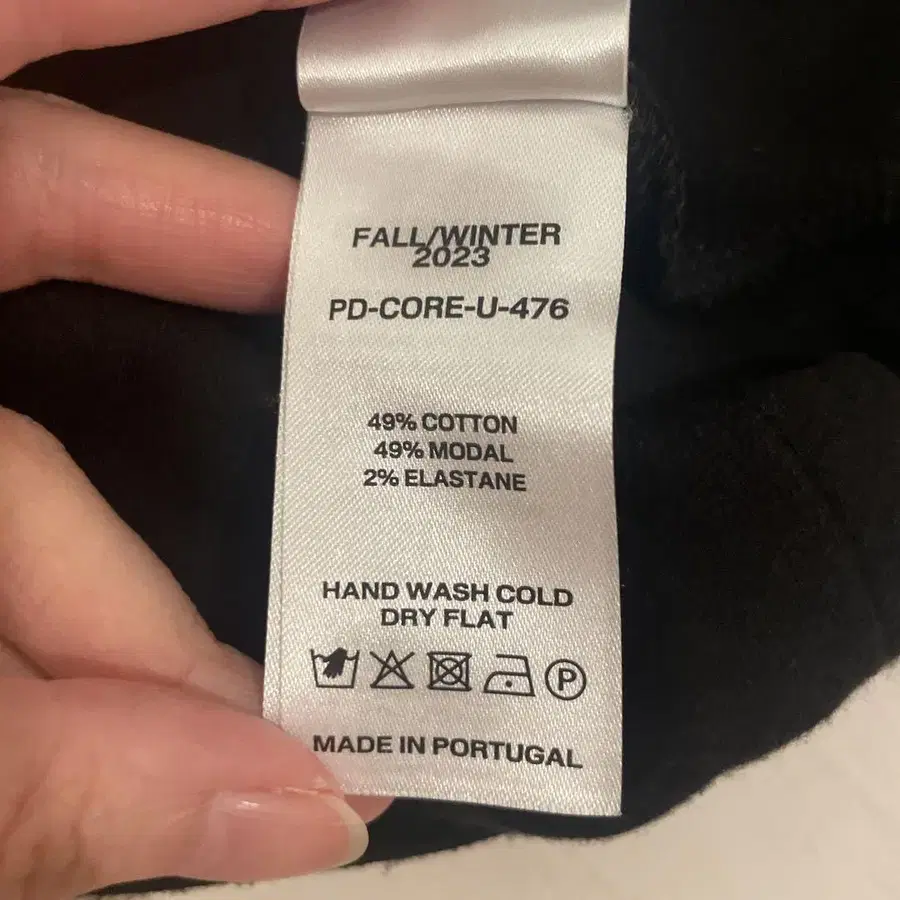 FALL/WINTER
2023
PD-CORE-U-476
49% COTTON
49% MODAL
2% ELASTANE
HAND WASH COLD
DRY FLAT
P
MADE IN PORTUGAL